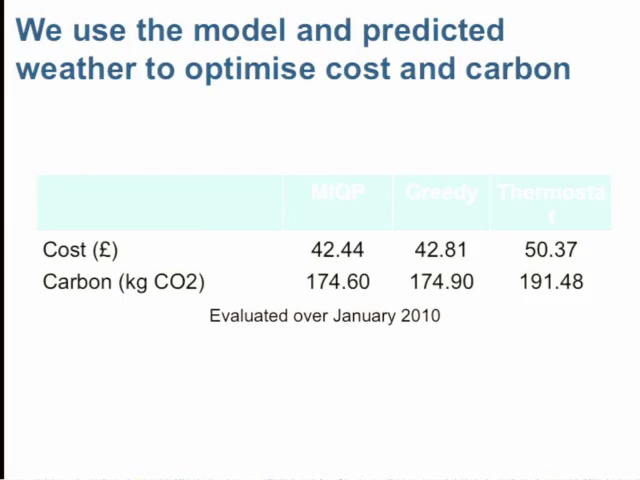 We use the model and predicted
weather to optimise cost and carbon
MIQP Greedy Thermosta
t
Cost (£) 42.44 42.81 50.37
Carbon (kg CO2) 174.60 174.90 191.48
Evaluated over January 2010